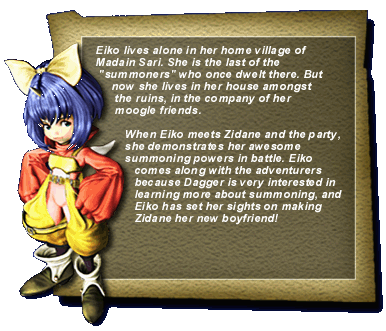 Eiko lives alone in her home village of
Madain Sari. She is the last of the
"summoners" who once dwelt there. But
now she lives in her house amongst
the ruins, in the company of her
moogle friends.
When Eiko meets Zidane and the party,
she demonstrates her awesome
summoning powers in battle. Eiko
comes along with the adventurers
because Dagger is very interested in
learning more about summoning, and
Eiko has set her sights on making
Zidane her new boyfriend!